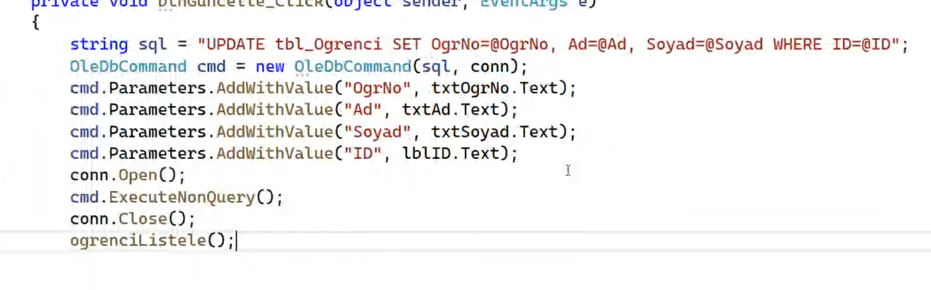 private void btnGuncelle_Click(object sender, EventArgs e)
{
string sql = "UPDATE tbl_Ogrenci SET OgrNo=@OgrNo, Ad=@Ad, Soyad=@Soyad WHERE ID=@ID";
OleDbCommand cmd = new OleDbCommand(sql, conn);
cmd.Parameters.AddWithValue("OgrNo", txtOgrNo.Text);
cmd.Parameters.AddWithValue("Ad", txtAd.Text);
cmd.Parameters.AddWithValue("Soyad", txtSoyad.Text);
cmd.Parameters.AddWithValue("ID", lblID.Text);
conn.Open();
cmd.ExecuteNonQuery();
conn.Close();
ogrenciListele();